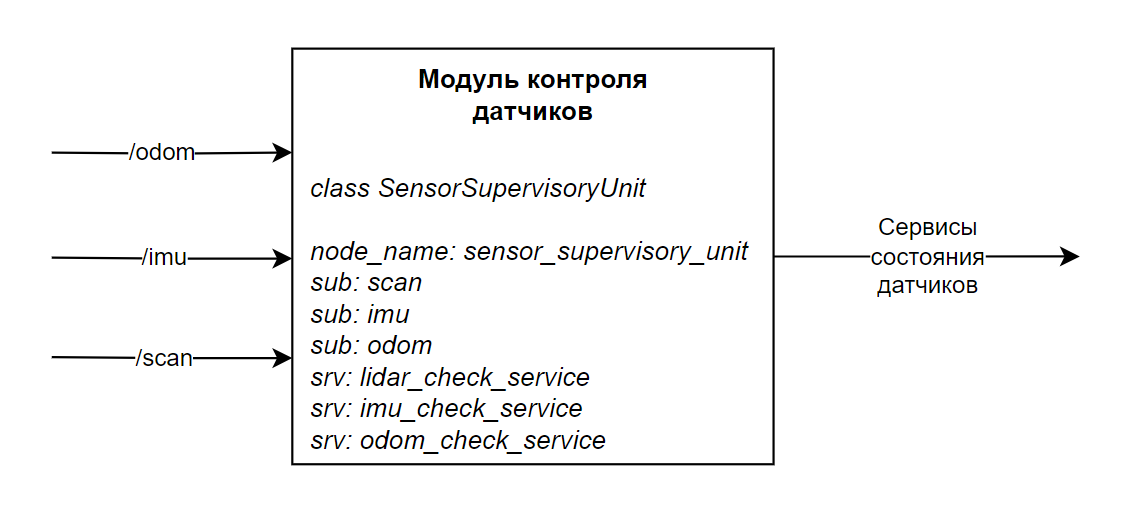 Модуль контроля
датчиков
/odom
/imu
/scan
class SensorSupervisoryUnit
node_name: sensor_supervisory_unit
sub: scan
sub: imu
sub: odom
srv: lidar_check_service
srv: imu_check_service
srv: odom_check_service
Сервисы
состояния
датчиков